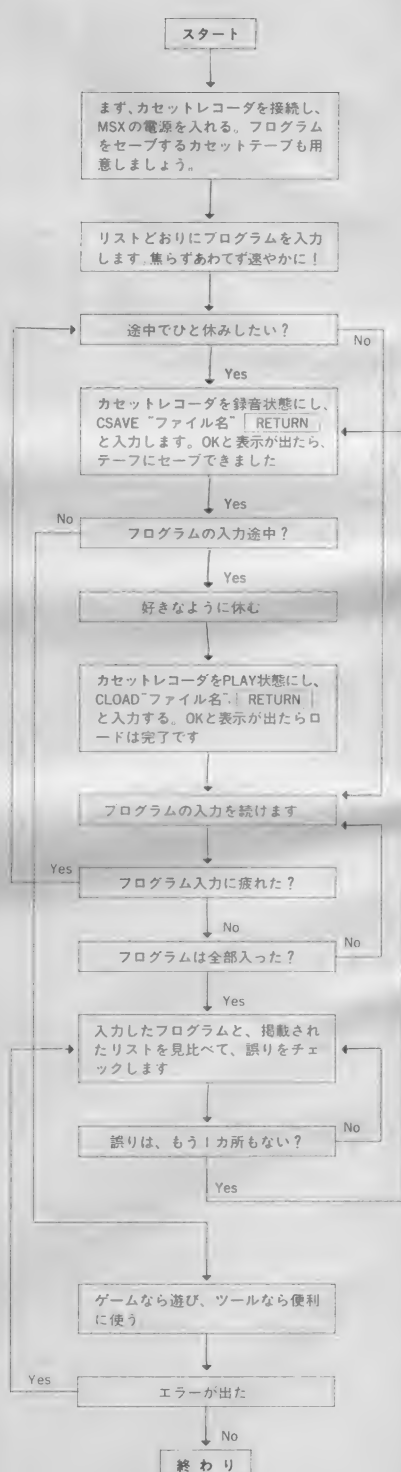 スタート
まず、カセットレコーダを接続し、
MSXの電源を入れる。プログラム
をセーブするカセットテープも用
意しましょう。
リストどおりにプログラムを入力
します。焦らずあわてず速やかに！
途中でひと休みしたい？
No
Yes
カセットレコーダを録音状態にし、
CSAVE "ファイル名" RETURN
と入力します。OKと表示が出たら、
テープにセーブできました
Yes
No
プログラムの入力途中？
Yes
好きなように休む
カセットレコーダをPLAY状態にし、
CLOAD"ファイル名" RETURN
と入力する。OKと表示が出たらロ
ードは完了です
プログラムの入力を続けます
Yes
プログラム入力に疲れた？
No
プログラムは全部入った？
No
Yes
入力したプログラムと、掲載され
たリストを見比べて、誤りをチェ
ックします
誤りは、もう1カ所もない？
No
Yes
ゲームなら遊び、ツールなら便利
に使う
Yes
エラーが出た
No
終わり